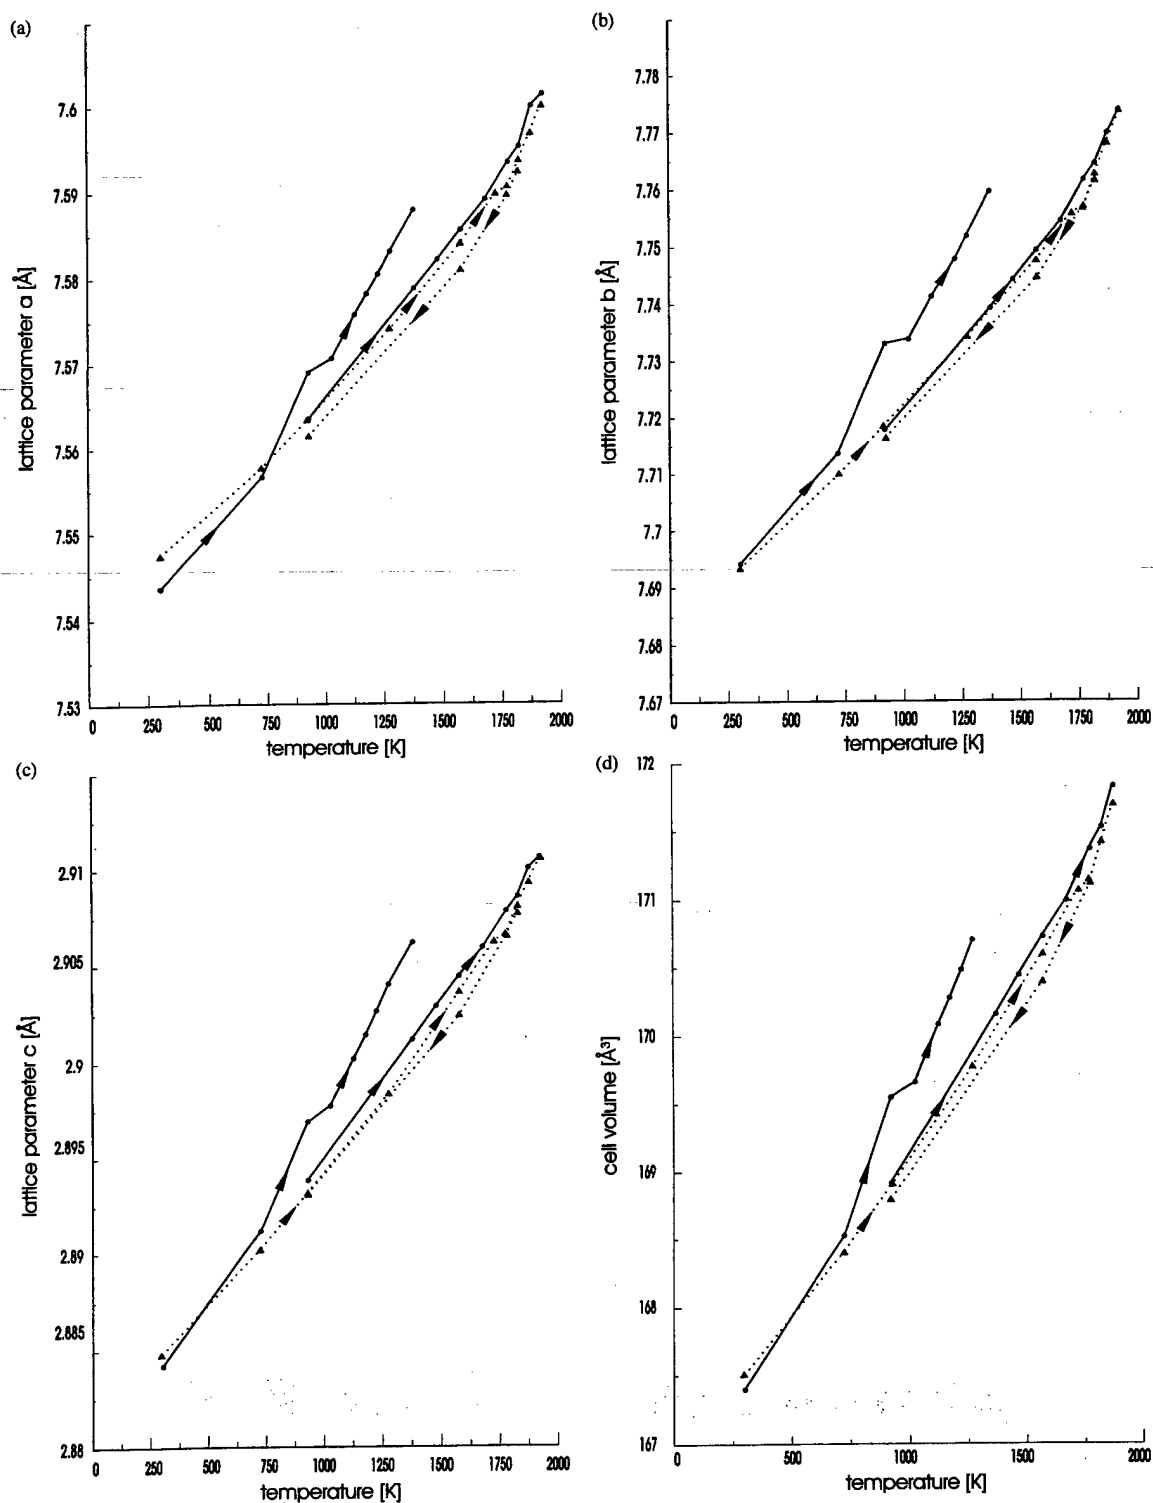 (a)
7.6
7.59
7.58
7.57
7.56
7.55
7.54
7.53
lattice parameter a [Å]
0 250 500 750 1000 1250 1500 1750 2000
temperature [K]
(b)
7.78
7.77
7.76
7.75
7.74
7.73
7.72
7.71
7.7
7.69
7.68
7.67
lattice parameter b [Å]
0 250 500 750 1000 1250 1500 1750 2000
temperature [K]
(c)
2.91
2.905
2.9
2.895
2.89
2.885
2.88
lattice parameter c [Å]
0 250 500 750 1000 1250 1500 1750 2000
temperature [K]
(d)
172
171
170
169
168
167
cell volume [Å³]
0 500 1000 1500 2000
temperature [K]